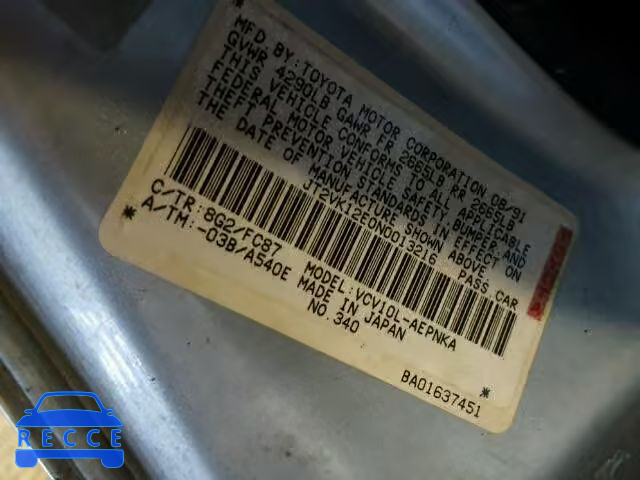 MFD BY: TOYOTA MOTOR CORPORATION 08/91
GVWR 4290LB GAWR FR 2665LB RR 2665LB
THIS VEHICLE CONFORMS TO ALL APPLICABLE
FEDERAL MOTOR VEHICLE SAFETY, BUMPER AND
THEFT PREVENTION STANDARDS IN EFFECT ON
THE DATE OF MANUFACTURE SHOWN ABOVE.
JT2VK12E0N0013216 PASS CAR
C/TR: 8G2/FC87 MODEL: VCV10L-AEPNKA
A/TM: -03B/A540E MADE IN JAPAN
NO.340
BA01637451
RECCE